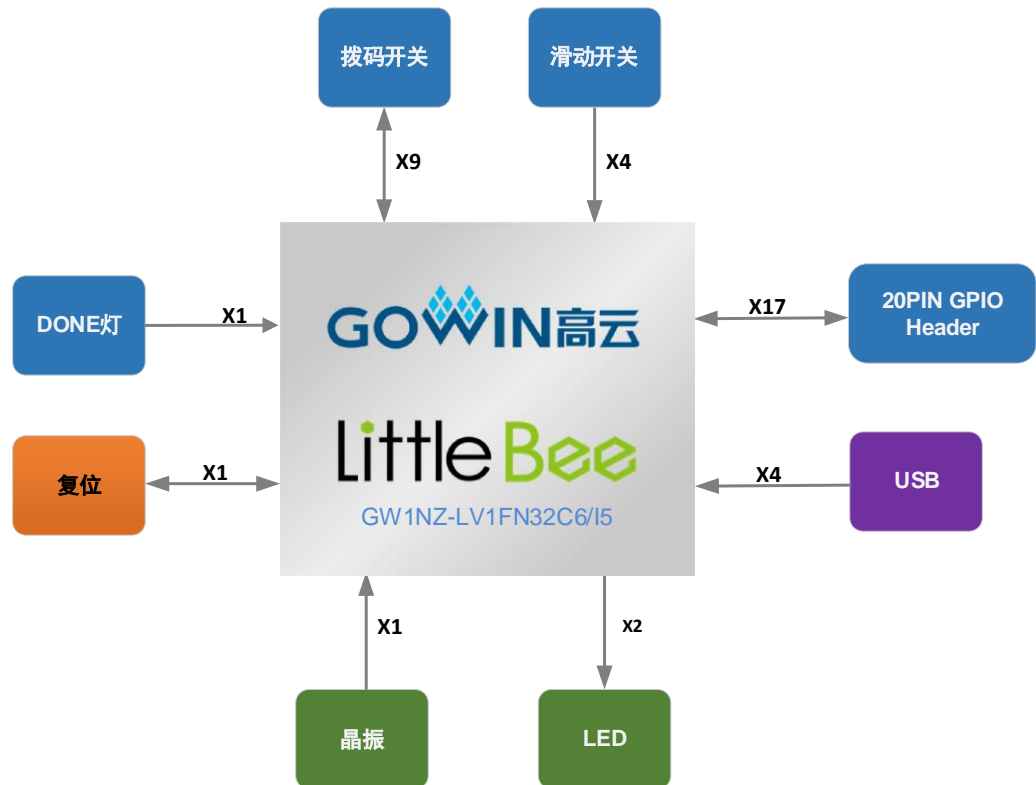 拨码开关
滑动开关
X9
X4
DONE灯
X1
GOWIN高云
X17
20PIN GPIO
Header
复位
X1
Little Bee
GW1NZ-LV1FN32C6/I5
X4
USB
X1
X2
晶振
LED